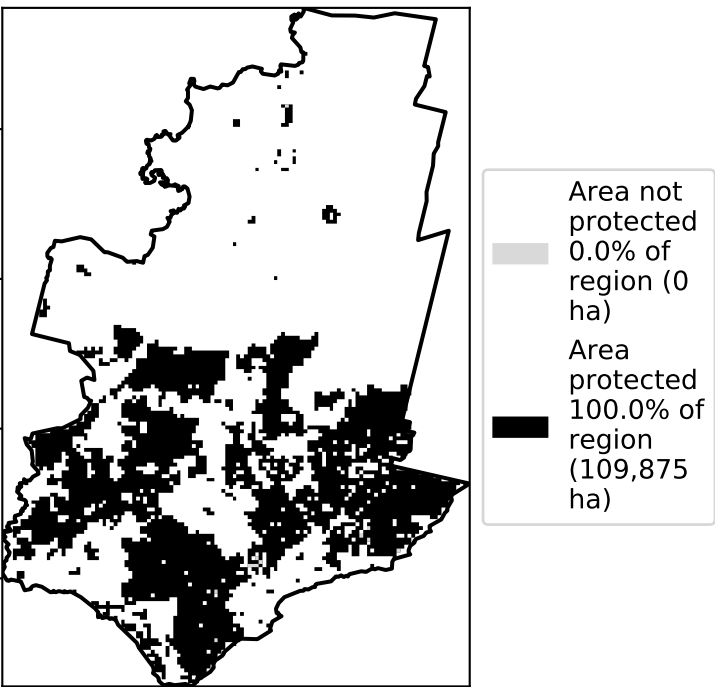 Area not
protected
0.0% of
region (0
ha)
Area
protected
100.0% of
region
(109,875
ha)